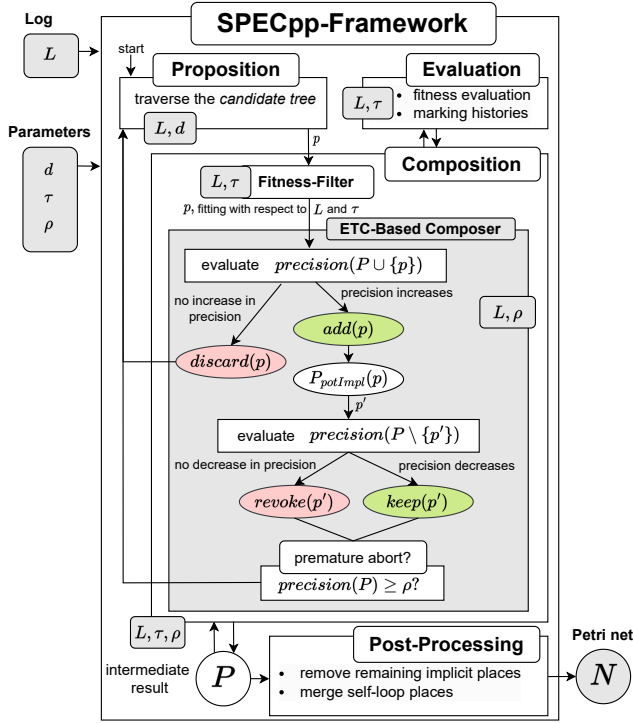 SPECpp-Framework
Log
L
start
Proposition
traverse the candidate tree
L, d
Evaluation
L, τ
• fitness evaluation
• marking histories
Parameters
d
τ
ρ
p
Composition
L, τ
Fitness-Filter
p, fitting with respect to L and τ
ETC-Based Composer
evaluate precision(P ∪ {p})
no increase in
precision
precision increases
L, ρ
add(p)
discard(p)
P_{potImpl}(p)
p'
evaluate precision(P \ {p'})
no decrease in precision
precision decreases
revoke(p')
keep(p')
premature abort?
precision(P) ≥ ρ?
L, τ, ρ
intermediate
result
P
Post-Processing
• remove remaining implicit places
• merge self-loop places
Petri net
N